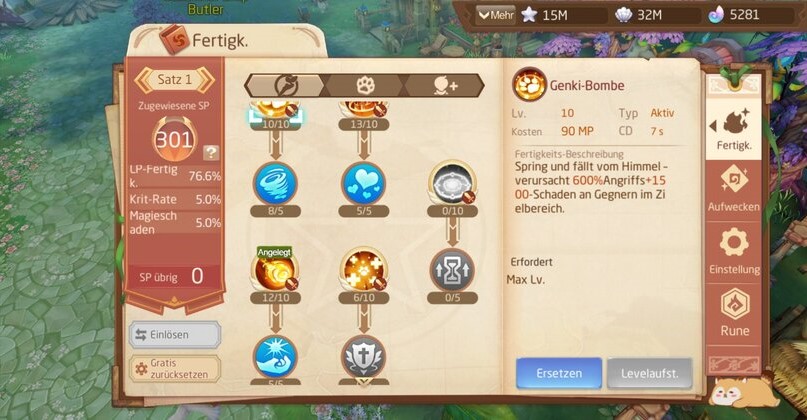 Butler
Mehr
15M
32M
5281
Fertigk.
Satz 1
Zugewiesene SP
301
?
LP-Fertig
k.
76.6%
Krit-Rate
5.0%
Magiesch
aden
5.0%
SP übrig
0
Einlösen
Gratis
zurücksetzen
10/10
13/10
8/5
5/5
0/10
Angelegt
12/10
6/10
0/5
5/5
Genki-Bombe
Lv.
10
Typ
Aktiv
Kosten
90 MP
CD
7 s
Fertigkeits-Beschreibung
Spring und fällt vom Himmel -
verursacht 600%Angriffs+15
00-Schaden an Gegnern im Zi
elbereich.
Erfordert
Max Lv.
Ersetzen
Levelaufst.
Fertigk.
Aufwecken
Einstellung
Rune